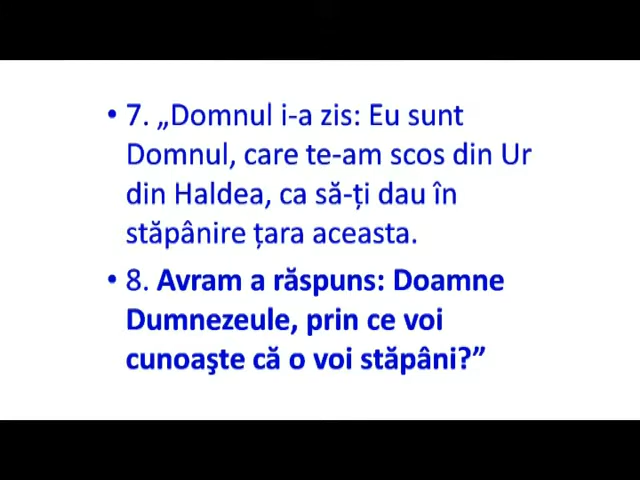 • 7. „Domnul i-a zis: Eu sunt
Domnul, care te-am scos din Ur
din Haldea, ca să-ți dau în
stăpânire țara aceasta.
• 8. Avram a răspuns: Doamne
Dumnezeule, prin ce voi
cunoaşte că o voi stăpâni?”